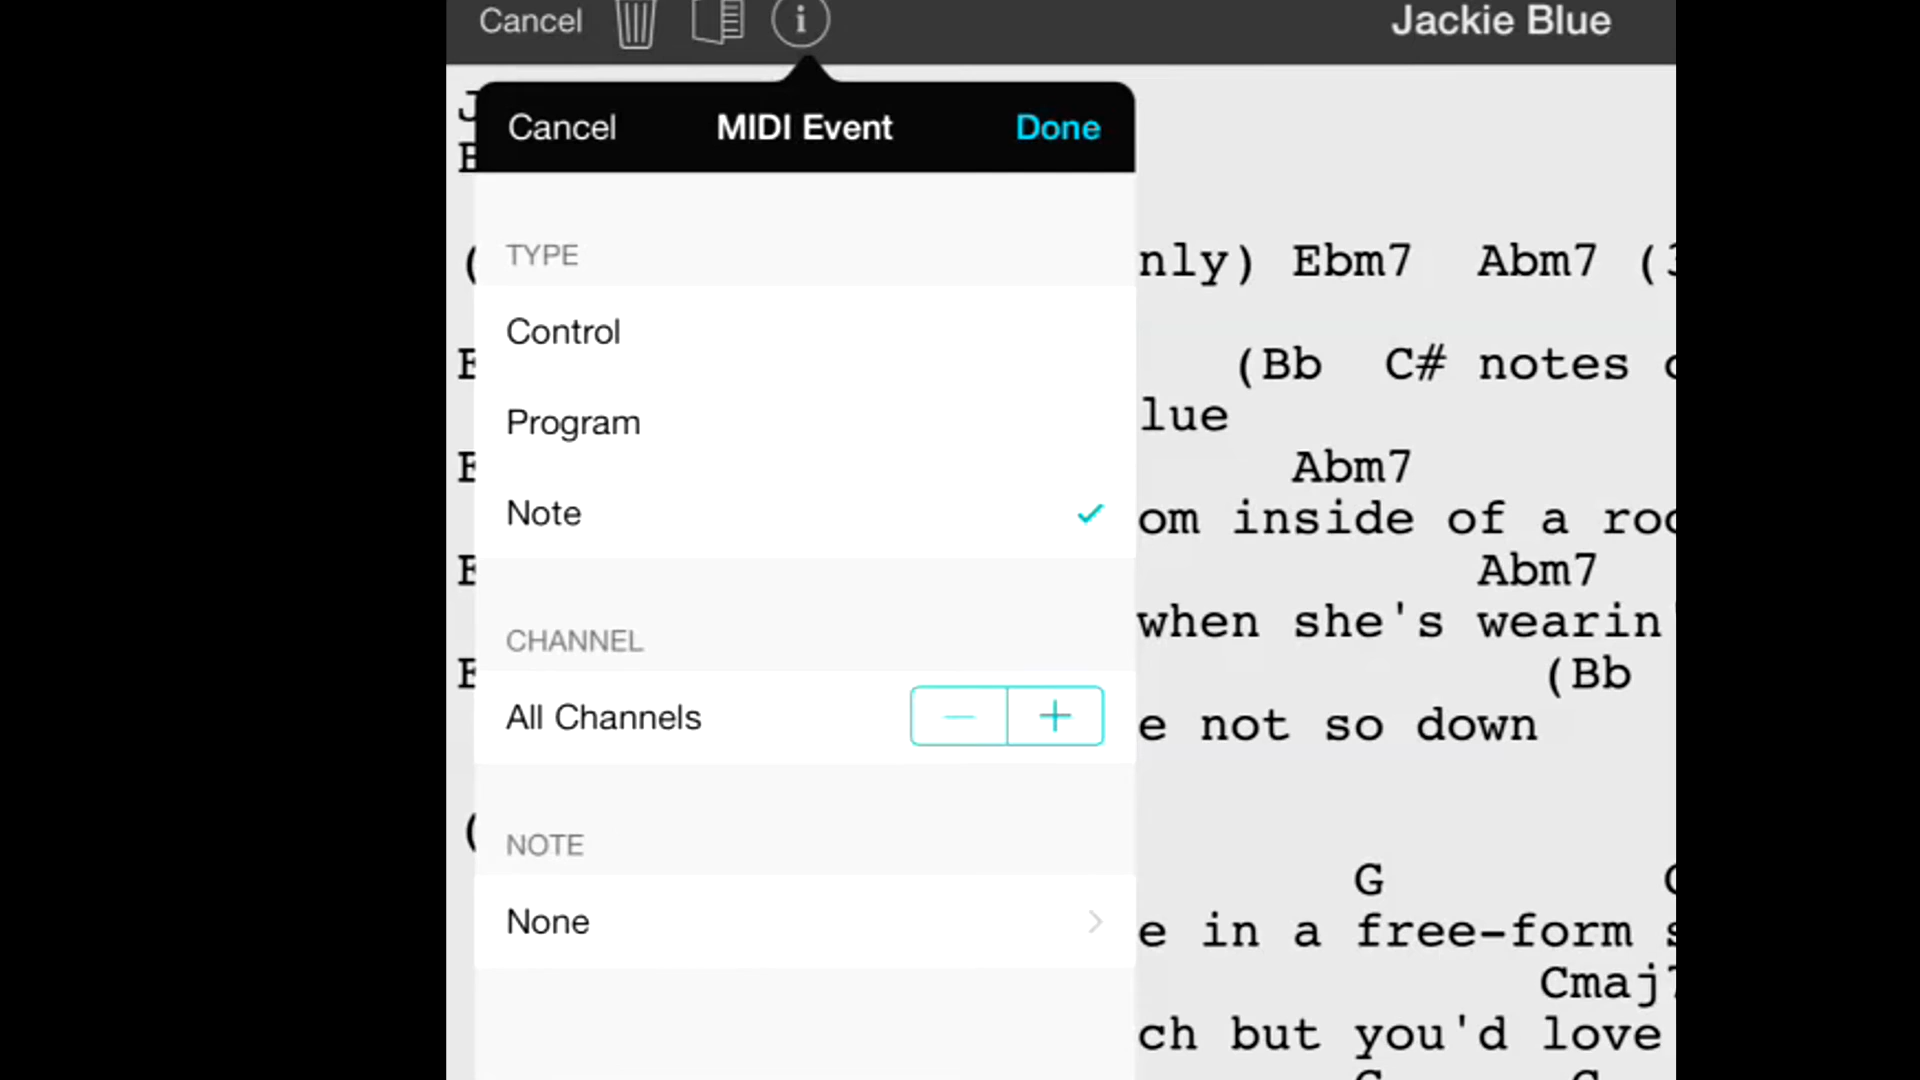 Cancel Jackie Blue
Cancel MIDI Event Done
TYPE
nly) Ebm7 Abm7 (
Control
(Bb C# notes
Program
lue
Abm7
Note
om inside of a roo
Abm7
when she's wearin'
CHANNEL
(Bb
All Channels
e not so down
NOTE
G
None
e in a free-form
Cmaj7
ch but you'd love